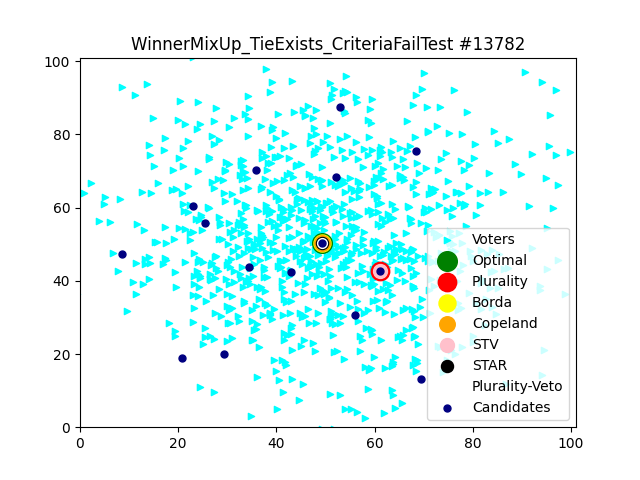 WinnerMixUp_TieExists_CriteriaFailTest #13782
100
80
60
40
20
0
0
20
40
60
80
100
Voters
Optimal
Plurality
Borda
Copeland
STV
STAR
Plurality-Veto
Candidates